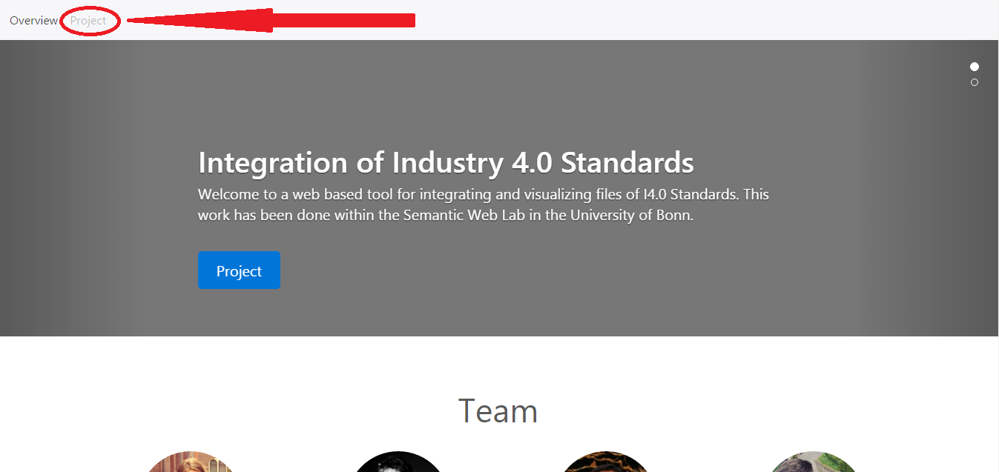 Overview Project
Integration of Industry 4.0 Standards
Welcome to a web based tool for integrating and visualizing files of I4.0 Standards. This
work has been done within the Semantic Web Lab in the University of Bonn.
Project
Team